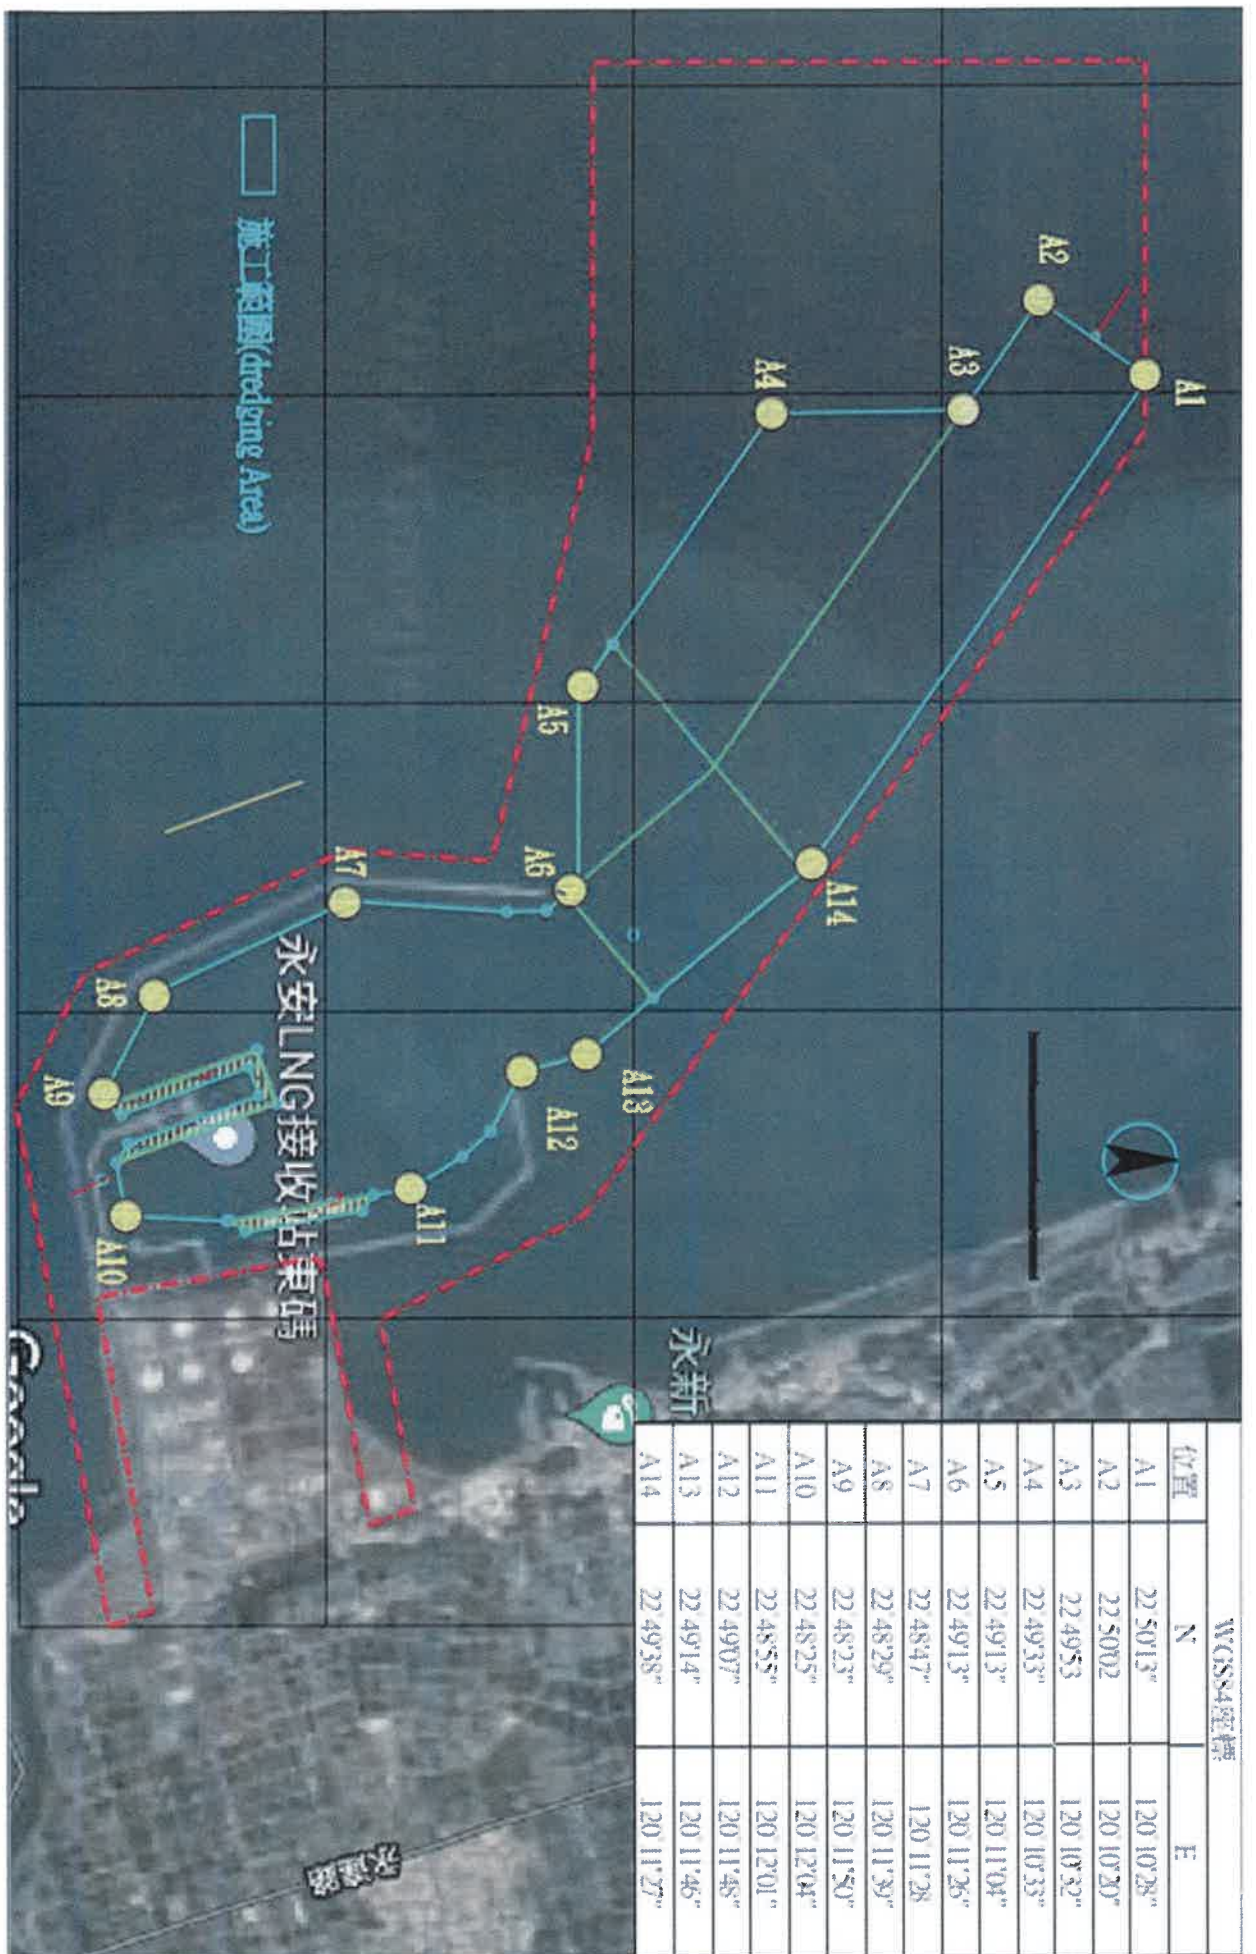 A1
A2
A3
A4
A5
A6
A7
A8
A9
A10
A11
A12
A13
A14
施工範圍(dredging Area)
永安LNG接收站東碼
永新
永達路
WGS84座標
位置 N E
A1 22°50'13" 120°10'28"
A2 22°50'02 120°10'20"
A3 22°49'53 120°10'32"
A4 22°49'33" 120°10'33"
A5 22°49'13" 120°11'04"
A6 22°49'13" 120°11'26"
A7 22°48'47" 120°11'28
A8 22°48'29" 120°11'39"
A9 22°48'23" 120°11'50"
A10 22°48'25" 120°12'04"
A11 22°48'55" 120°12'01"
A12 22°49'07" 120°11'48"
A13 22°49'14" 120°11'46"
A14 22°49'38" 120°11'27"